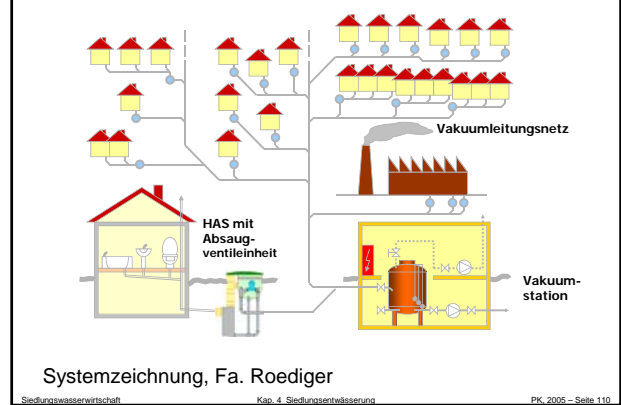 Vakuumleitungsnetz
HAS mit
Absaug-
ventileinheit
Vakuum-
station
Systemzeichnung, Fa. Roediger
Siedlungswasserwirtschaft Kap. 4 Siedlungsentwässerung PK, 2005 – Seite 110